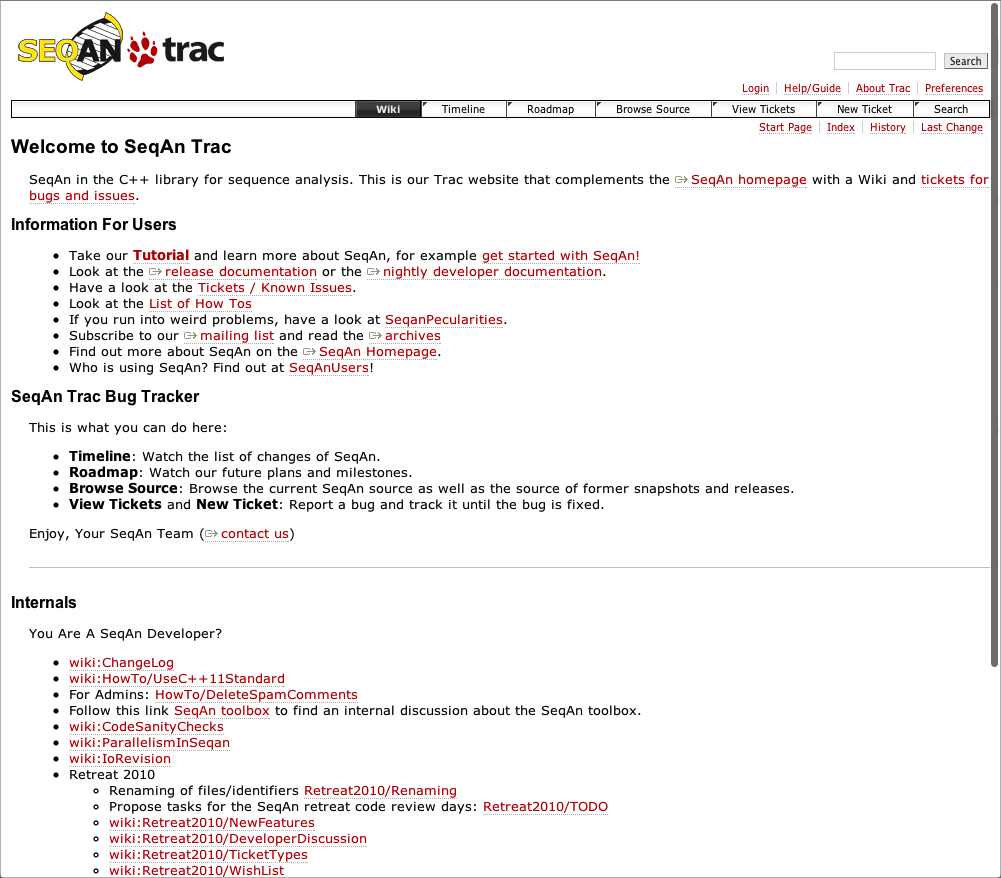 SEQAN trac
Search
Login Help/Guide About Trac Preferences
Wiki Timeline Roadmap Browse Source View Tickets New Ticket Search
Start Page Index History Last Change
Welcome to SeqAn Trac
SeqAn in the C++ library for sequence analysis. This is our Trac website that complements the SeqAn homepage with a Wiki and tickets for
bugs and issues.
Information For Users
Take our Tutorial and learn more about SeqAn, for example get started with SeqAn!
Look at the release documentation or the nightly developer documentation.
Have a look at the Tickets / Known Issues.
Look at the List of How Tos
If you run into weird problems, have a look at SeqanPecularities.
Subscribe to our mailing list and read the archives
Find out more about SeqAn on the SeqAn Homepage.
Who is using SeqAn? Find out at SeqAnUsers!
SeqAn Trac Bug Tracker
This is what you can do here:
Timeline: Watch the list of changes of SeqAn.
Roadmap: Watch our future plans and milestones.
Browse Source: Browse the current SeqAn source as well as the source of former snapshots and releases.
View Tickets and New Ticket: Report a bug and track it until the bug is fixed.
Enjoy, Your SeqAn Team (contact us)
Internals
You Are A SeqAn Developer?
wiki:ChangeLog
wiki:HowTo/UseC++11Standard
For Admins: HowTo/DeleteSpamComments
Follow this link SeqAn toolbox to find an internal discussion about the SeqAn toolbox.
wiki:CodeSanityChecks
wiki:ParallelismInSeqan
wiki:IoRevision
Retreat 2010
Renaming of files/identifiers Retreat2010/Renaming
Propose tasks for the SeqAn retreat code review days: Retreat2010/TODO
wiki:Retreat2010/NewFeatures
wiki:Retreat2010/DeveloperDiscussion
wiki:Retreat2010/TicketTypes
wiki:Retreat2010/WishList